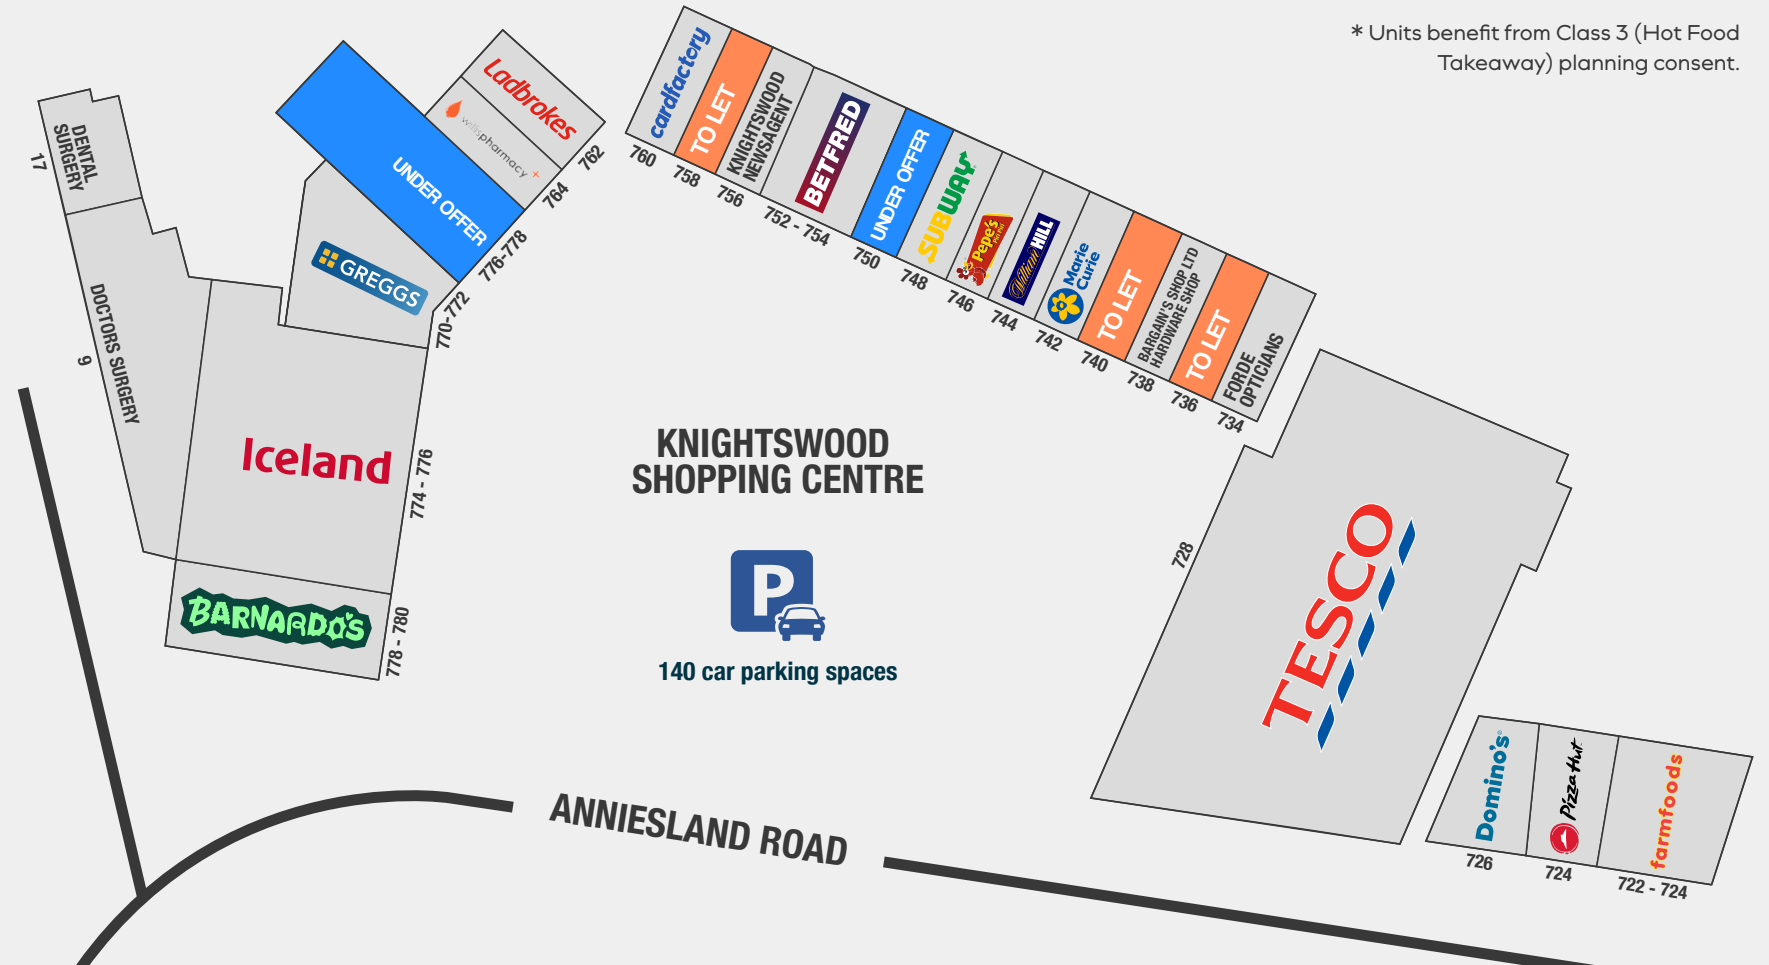 * Units benefit from Class 3 (Hot Food
Takeaway) planning consent.
DENTAL
SURGERY
17
DOCTORS SURGERY
9
UNDER OFFER
776-778
Ladbrokes
762
willispharmacy
764
GREGGS
770-772
Iceland
774 - 776
BARNARDO'S
778 - 780
cardfactory
760
TO LET
758
KNIGHTSWOOD
NEWSAGENT
756
BETFRED
752 - 754
UNDER OFFER
750
SUBWAY
748
Pepe's
746
William HILL
744
Marie
Curie
742
TO LET
740
BARGAIN'S SHOP LTD
HARDWARE SHOP
738
TO LET
736
FORDE
OPTICIANS
734
KNIGHTSWOOD
SHOPPING CENTRE
P
140 car parking spaces
728
TESCO
Domino's
726
Pizza Hut
724
farmfoods
722 - 724
ANNIESLAND ROAD